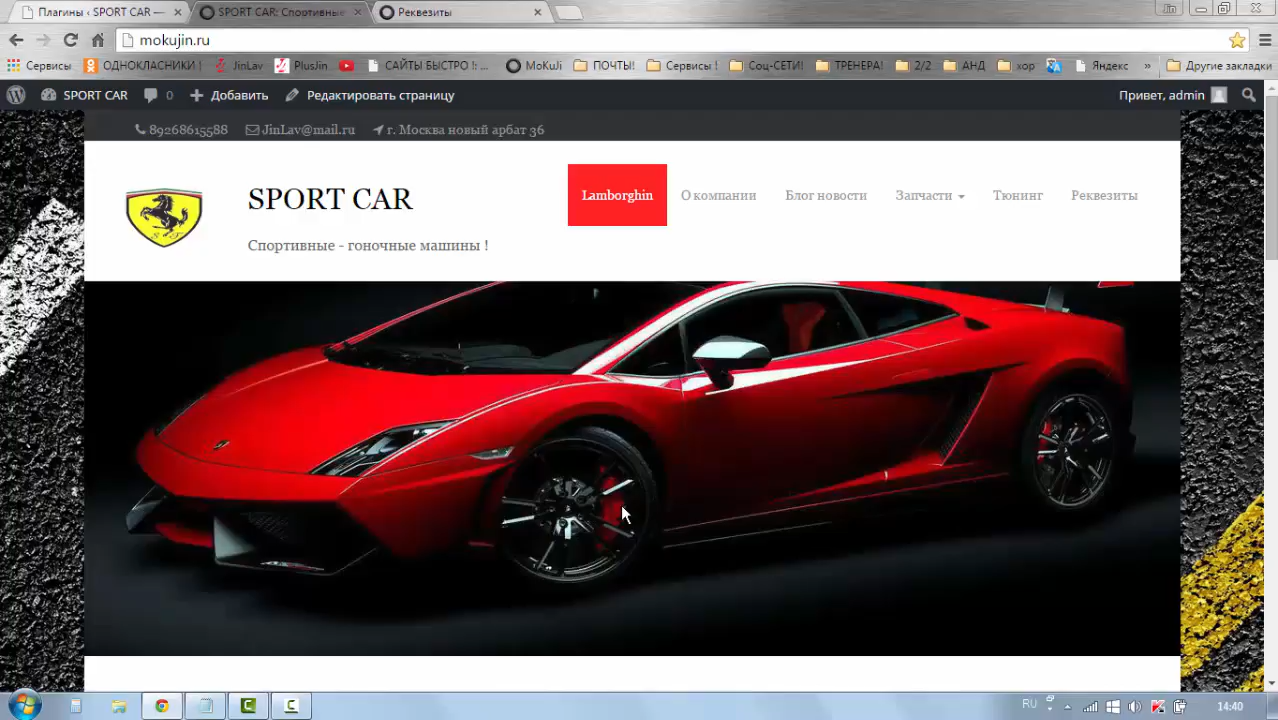 Плагины ‹ SPORT CAR —
SPORT CAR: Спортивные
Реквезиты
Jin
mokujin.ru
Сервисы
ОДНОКЛАСНИКИ !
JinLav
PlusJin
САЙТЫ БЫСТРО !: ...
MoKuJi
ПОЧТЫ!
Сервисы !
Соц-СЕТИ!
ТРЕНЕРА!
2/2
АНД
хор
Яндекс
»
Другие закладки
SPORT CAR
0
Добавить
Редактировать страницу
Привет, admin
89268615588
JinLav@mail.ru
г. Москва новый арбат 36
SPORT CAR
Спортивные - гоночные машины !
Lamborghin
О компании
Блог новости
Запчасти
Тюнинг
Реквезиты
RU
14:40